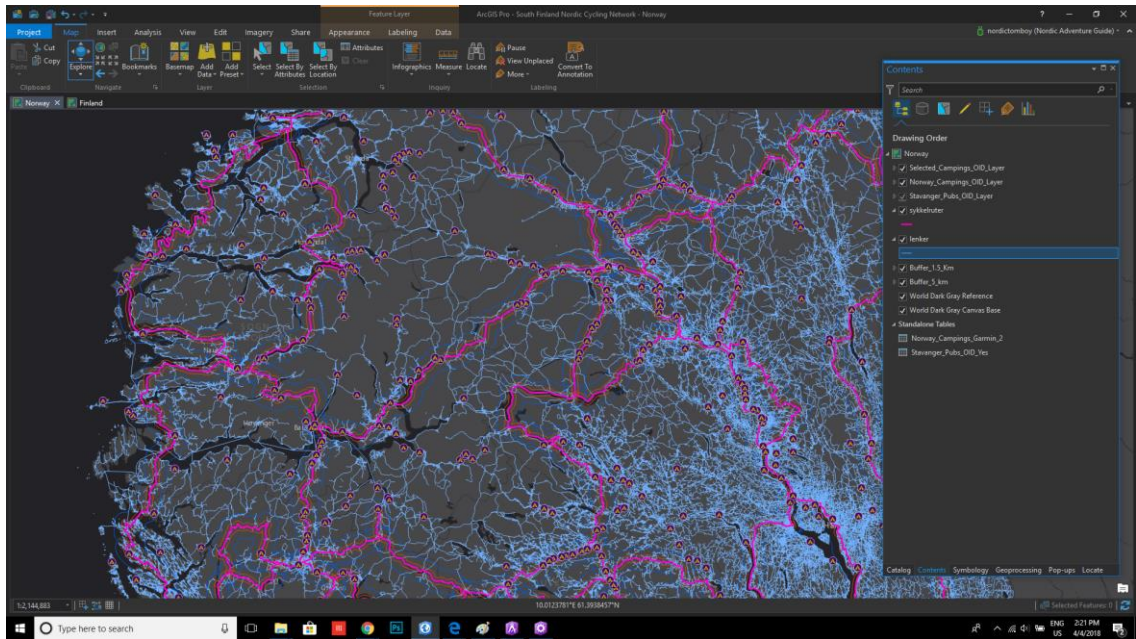 Feature Layer
ArcGIS Pro - South Finland Nordic Cycling Network - Norway
?
Project Map Insert Analysis View Edit Imagery Share Appearance Labeling Data
nordictomboy (Nordic Adventure Guide)
Paste
Cut
Copy
Explore
Bookmarks
Basemap
Add Data
Add Preset
Select
Select By Attributes
Select By Location
Attributes
Clear
Infographics
Measure
Locate
Pause
View Unplaced
More
Convert To Annotation
Clipboard Navigate Layer Selection Inquiry Labeling
Norway Finland
Contents
Search
Drawing Order
Norway
Selected_Campings_OID_Layer
Norway_Campings_OID_Layer
Stavanger_Pubs_OID_Layer
sykkelruter
lenker
Buffer_1.5_Km
Buffer_5_km
World Dark Gray Reference
World Dark Gray Canvas Base
Standalone Tables
Norway_Campings_Garmin_2
Stavanger_Pubs_OID_Yes
Catalog Contents Symbology Geoprocessing Pop-ups Locate
1:2,144,883
10.0123781°E 61.3938457°N
Selected Features: 0
Type here to search
ENG
US
2:21 PM
4/4/2018